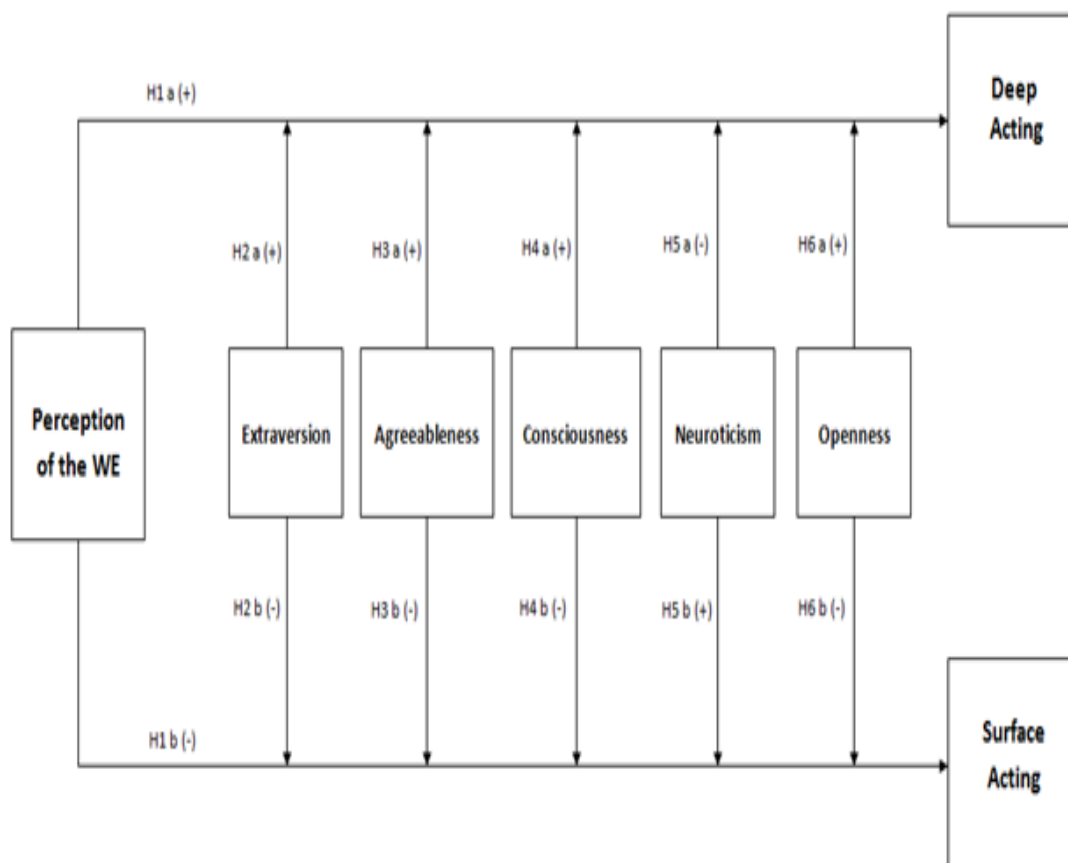 Deep
Acting
H1 a (+)
H2 a (+)
H3 a (+)
H4 a (+)
H5 a (-)
H6 a (+)
Perception
of the WE
Extraversion
Agreeableness
Consciousness
Neuroticism
Openness
H2 b (-)
H3 b (-)
H4 b (-)
H5 b (+)
H6 b (-)
H1 b (-)
Surface
Acting